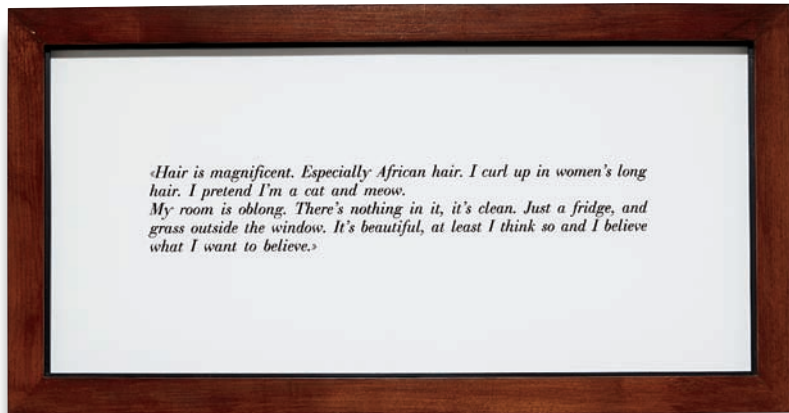 ‹Hair is magnificent. Especially African hair. I curl up in women's long
hair. I pretend I'm a cat and meow.
My room is oblong. There's nothing in it, it's clean. Just a fridge, and
grass outside the window. It's beautiful, at least I think so and I believe
what I want to believe.›